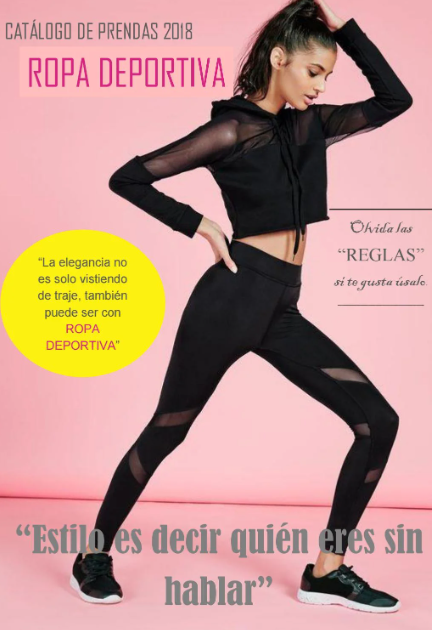 CATÁLOGO DE PRENDAS 2018
ROPA DEPORTIVA
Olvida las
“REGLAS”
si te gusta úsalo.
“La elegancia no
es solo vistiendo
de traje, también
puede ser con
ROPA
DEPORTIVA”
“Estilo es decir quién eres sin
hablar”